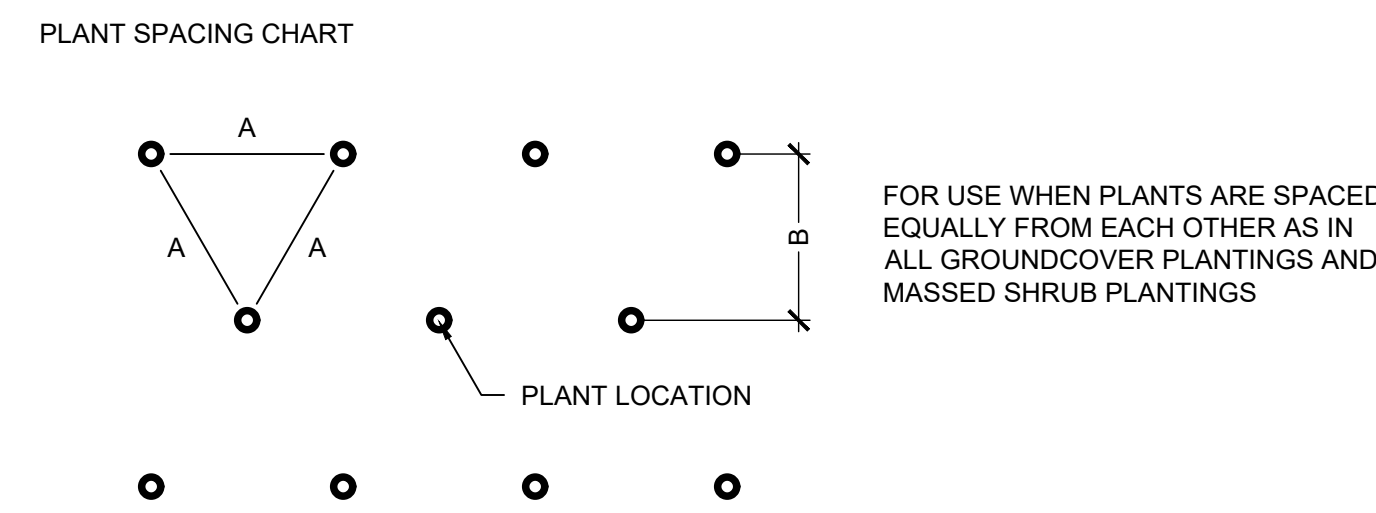 PLANT SPACING CHART
A
A
A
B
FOR USE WHEN PLANTS ARE SPACED
EQUALLY FROM EACH OTHER AS IN
ALL GROUNDCOVER PLANTINGS AND
MASSED SHRUB PLANTINGS
PLANT LOCATION